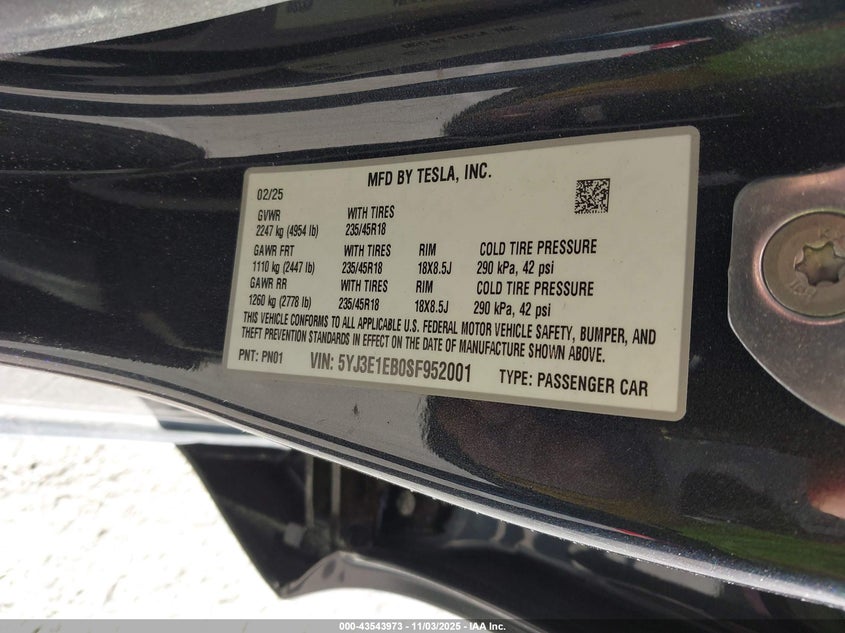 MFD BY TESLA, INC.
02/25
GVWR WITH TIRES
2247 kg (4954 lb) 235/45R18
GAWR FRT WITH TIRES RIM COLD TIRE PRESSURE
1110 kg (2447 lb) 235/45R18 18X8.5J 290 kPa, 42 psi
GAWR RR WITH TIRES RIM COLD TIRE PRESSURE
1260 kg (2778 lb) 235/45R18 18X8.5J 290 kPa, 42 psi
THIS VEHICLE CONFORMS TO ALL APPLICABLE U.S. FEDERAL MOTOR VEHICLE SAFETY, BUMPER, AND
THEFT PREVENTION STANDARDS IN EFFECT ON THE DATE OF MANUFACTURE SHOWN ABOVE.
PNT: PN01 VIN: 5YJ3E1EB0SF952001 TYPE: PASSENGER CAR
000-43543973 - 11/03/2025 - IAA Inc.